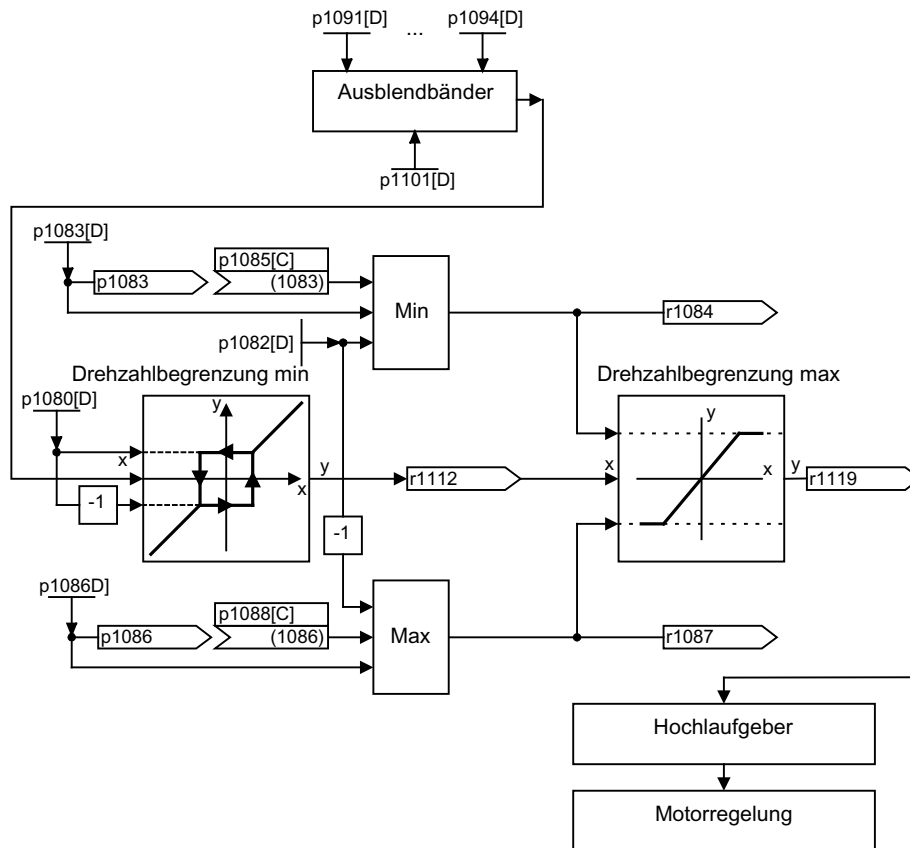 p1091[D] ... p1094[D]
Ausblendbänder
p1101[D]
p1083[D]
p1085[C]
p1083
(1083)
Min
r1084
p1082[D]
Drehzahlbegrenzung min
Drehzahlbegrenzung max
p1080[D]
y
y
x
x
y
r1112
x
x
y
r1119
-1
-1
p1086D]
p1088[C]
p1086
(1086)
Max
r1087
Hochlaufgeber
Motorregelung